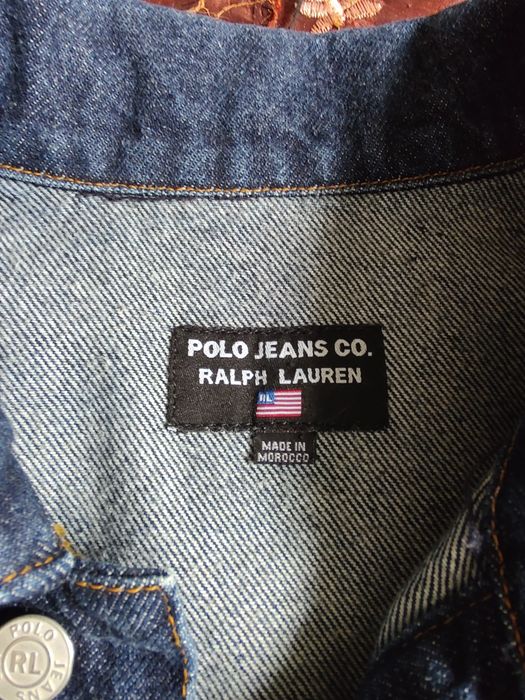 POLO JEANS CO.
RALPH LAUREN
RL
MADE IN
MOROCCO
POLO
RL
JEANS